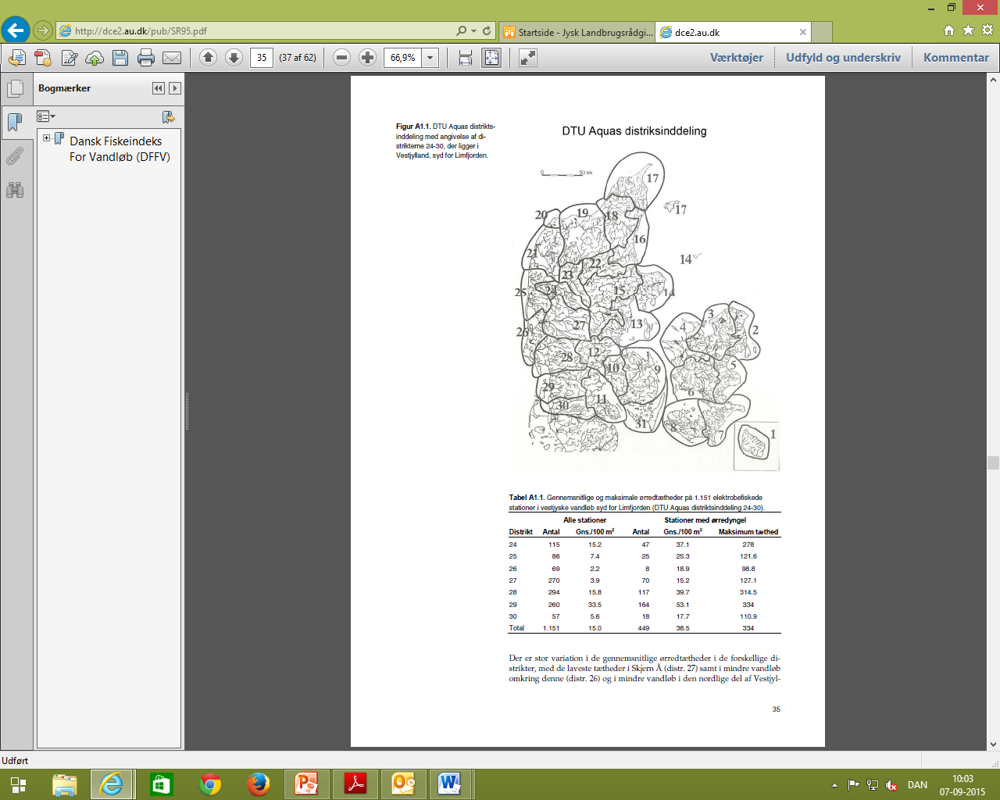 http://dce2.au.dk/pub/SR95.pdf
Startside - Jysk Landbrugsrådgi...
dce2.au.dk
35
(37 af 62)
66,9%
Værktøjer
Udfyld og underskriv
Kommentar
Bogmærker
Dansk Fiskeindeks
For Vandløb (DFFV)
Figur A1.1. DTU Aquas distrikts-
inddeling med angivelse af di-
strikterne 24-30, der ligger i
Vestjylland, syd for Limfjorden.
DTU Aquas distriksinddeling
0 50 km
17
17
20
19
18
16
21
14
22
23
25
24
15
14
3
2
26
27
13
4
28
12
10
9
5
29
6
30
11
31
8
7
1
Tabel A1.1. Gennemsnitlige og maksimale ørredtætheder på 1.151 elektrobefiskede
stationer i vestjyske vandløb syd for Limfjorden (DTU Aquas distriktsinddeling 24-30).
Alle stationer Stationer med ørredyngel
Distrikt Antal Gns./100 m² Antal Gns./100 m² Maksimum tæthed
24 115 15.2 47 37.1 278
25 86 7.4 25 25.3 121.6
26 69 2.2 8 18.9 98.8
27 270 3.9 70 15.2 127.1
28 294 15.8 117 39.7 314.5
29 260 33.5 164 53.1 334
30 57 5.6 18 17.7 110.9
Total 1.151 15.0 449 38.5 334
Der er stor variation i de gennemsnitlige ørredtætheder i de forskellige di-
strikter, med de laveste tætheder i Skjern Å (distr. 27) samt i mindre vandløb
omkring denne (distr. 26) og i mindre vandløb i den nordlige del af Vestjyl-
35
Udført
DAN
10:03
07-09-2015